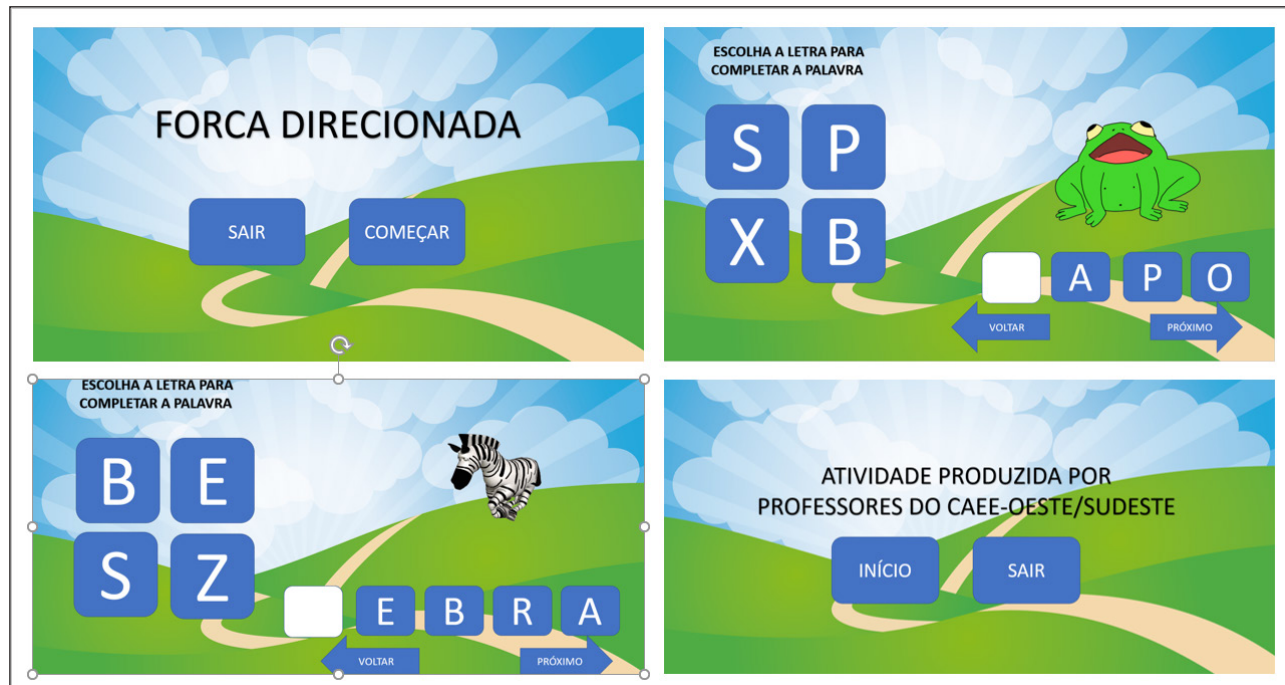 FORCA DIRECIONADA
SAIR
COMEÇAR
ESCOLHA A LETRA PARA
COMPLETAR A PALAVRA
S P
X B
A P O
VOLTAR
PRÓXIMO
ESCOLHA A LETRA PARA
COMPLETAR A PALAVRA
B E
S Z
E B R A
VOLTAR
PRÓXIMO
ATIVIDADE PRODUZIDA POR
PROFESSORES DO CAEE-OESTE/SUDESTE
INÍCIO
SAIR